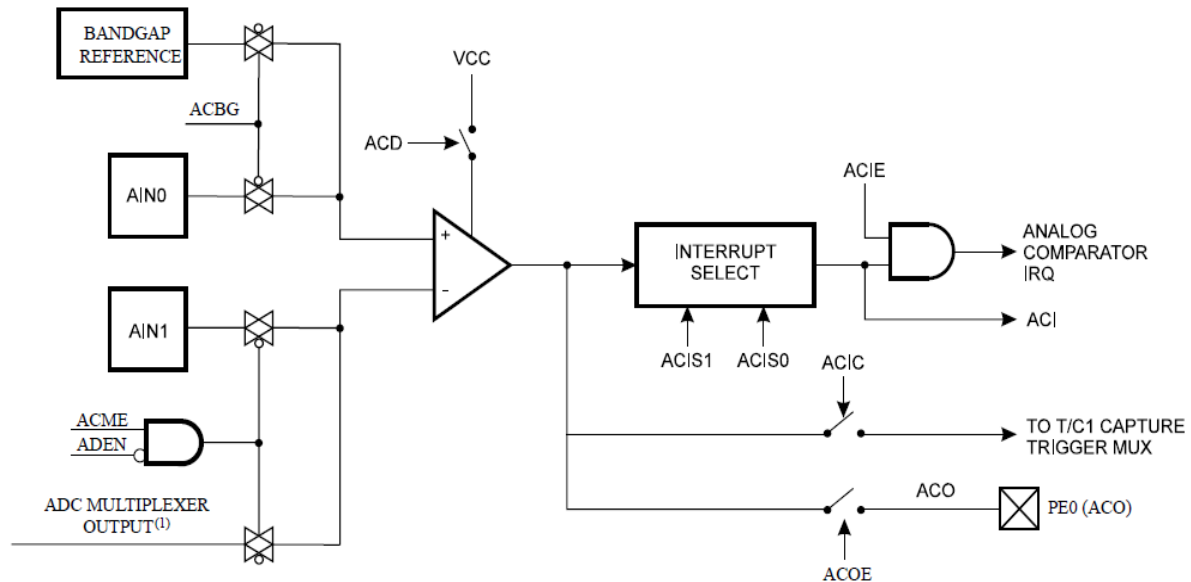 BANDGAP
REFERENCE
ACBG
VCC
ACD
AIN0
ACIE
+
-
INTERRUPT
SELECT
ANALOG
COMPARATOR
IRQ
AIN1
ACI
ACIS1
ACIS0
ACIC
ACME
ADEN
TO T/C1 CAPTURE
TRIGGER MUX
ADC MULTIPLEXER
OUTPUT(1)
ACO
PE0 (ACO)
ACOE